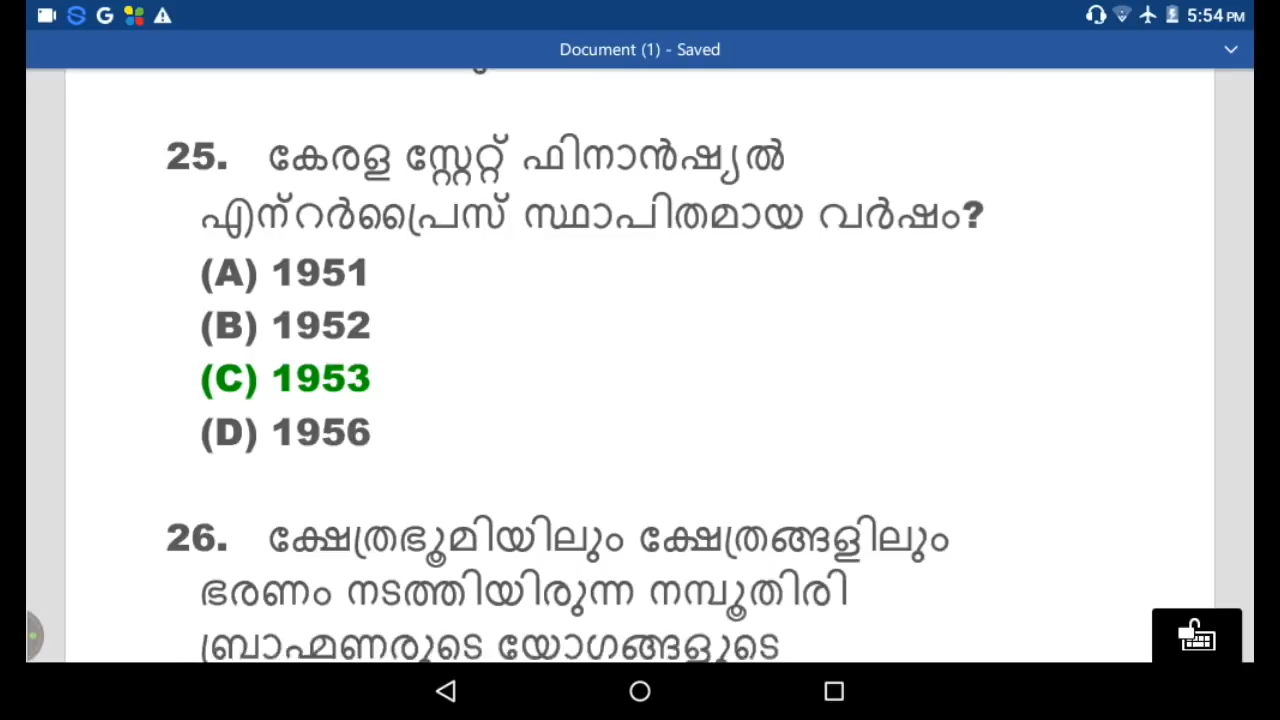 5:54 PM
Document (1) - Saved
25. കേരള സ്റ്റേറ്റ് ഫിനാൻഷ്യൽ
എന്റർപ്രൈസ് സ്ഥാപിതമായ വർഷം?
(A) 1951
(B) 1952
(C) 1953
(D) 1956
26. ക്ഷേത്രഭൂമിയിലും ക്ഷേത്രങ്ങളിലും
ഭരണം നടത്തിയിരുന്ന നമ്പൂതിരി
ബ്രാഹ്മണരുടെ യോഗങ്ങളുടെ